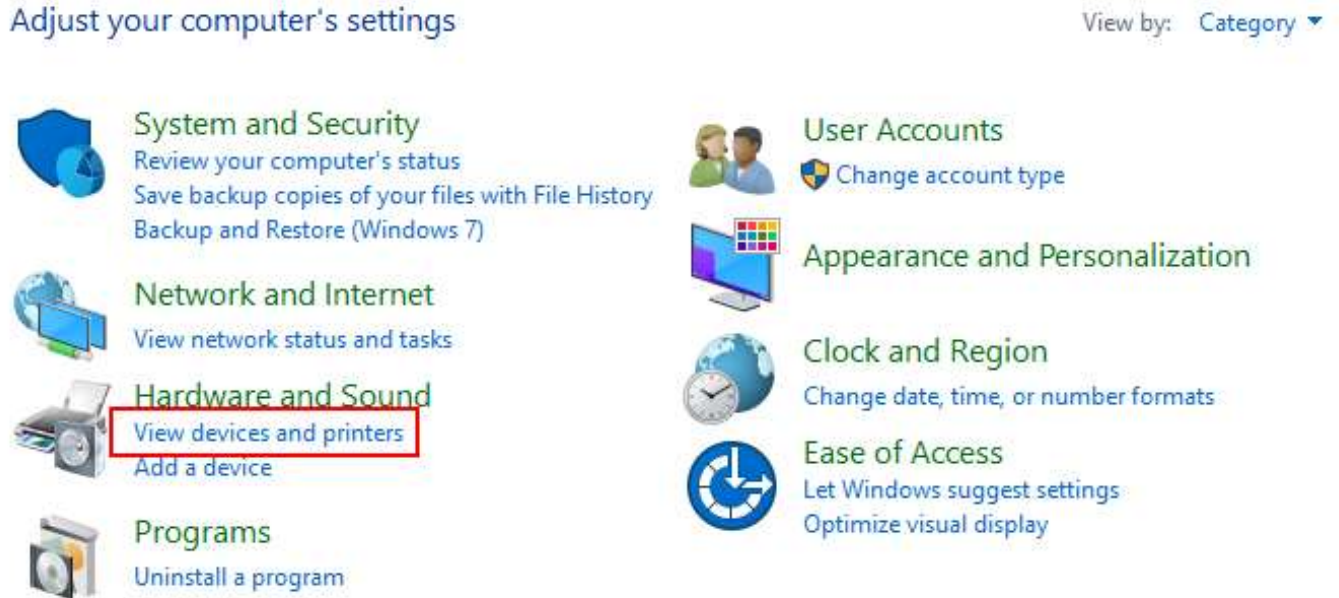 Adjust your computer's settings
View by: Category
System and Security
Review your computer's status
Save backup copies of your files with File History
Backup and Restore (Windows 7)
Network and Internet
View network status and tasks
Hardware and Sound
View devices and printers
Add a device
Programs
Uninstall a program
User Accounts
Change account type
Appearance and Personalization
Clock and Region
Change date, time, or number formats
Ease of Access
Let Windows suggest settings
Optimize visual display